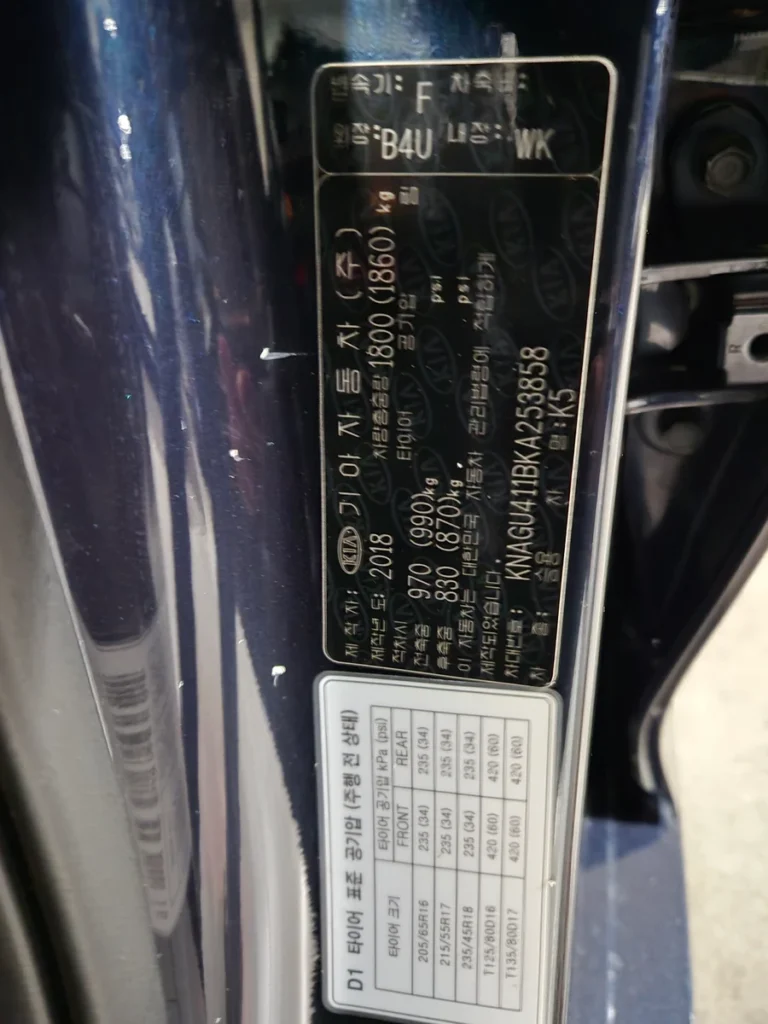 KIA 기아자동차(주)
제작자:
제작년도: 2018 차량총중량 1800(1860)kg
적차시 타이어 공기압
전축중 970 (990)kg psi
후축중 830 (870)kg, psi
이 자동차는 대한민국 자동차 관리법령에 적합하게
제작되었습니다.
차대번호: KNAGU411BKA253858
차종: 승용 차명: K5
변속기: F 차축비:
외장: B4U 내장: WK
D1 타이어 표준 공기압 (주행 전 상태)
타이어 크기 타이어 공기압 kPa (psi)
FRONT REAR
205/65R16 235 (34) 235 (34)
215/55R17 235 (34) 235 (34)
235/45R18 235 (34) 235 (34)
T125/80D16 420 (60) 420 (60)
T135/80D17 420 (60) 420 (60)
R